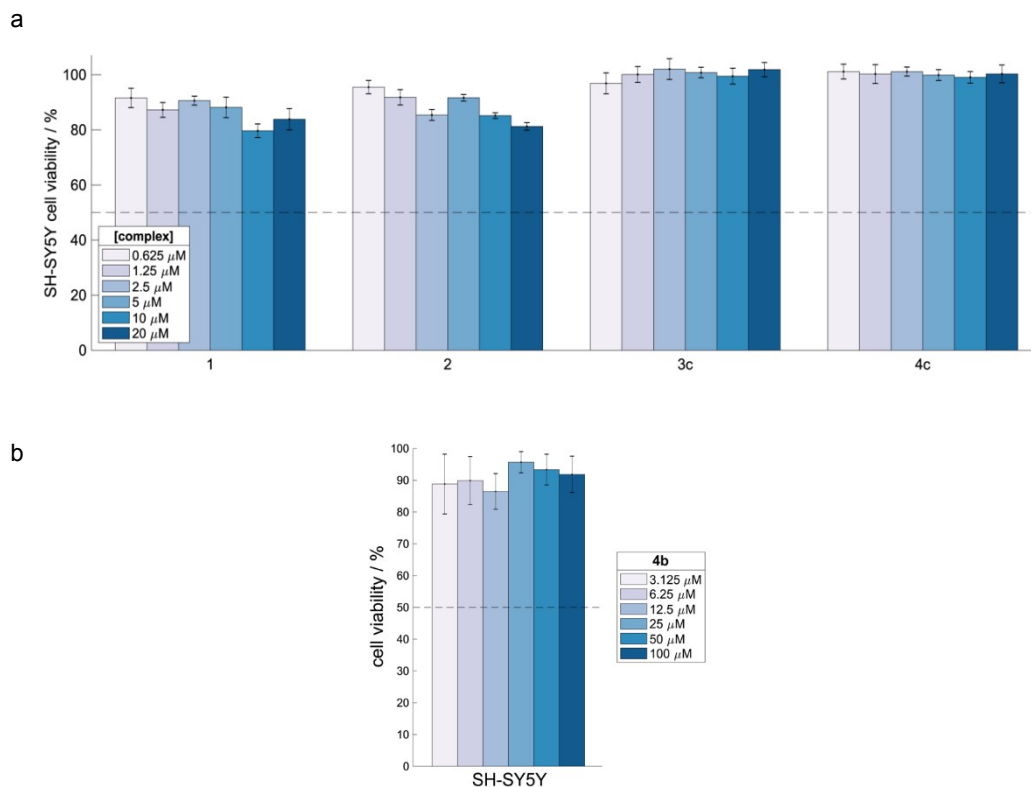 a
SH-SY5Y cell viability / %
100
80
60
40
20
0
[complex]
0.625 μM
1.25 μM
2.5 μM
5 μM
10 μM
20 μM
1 2 3c 4c
b
cell viability / %
100
90
80
70
60
50
40
30
20
10
0
SH-SY5Y
4b
3.125 μM
6.25 μM
12.5 μM
25 μM
50 μM
100 μM